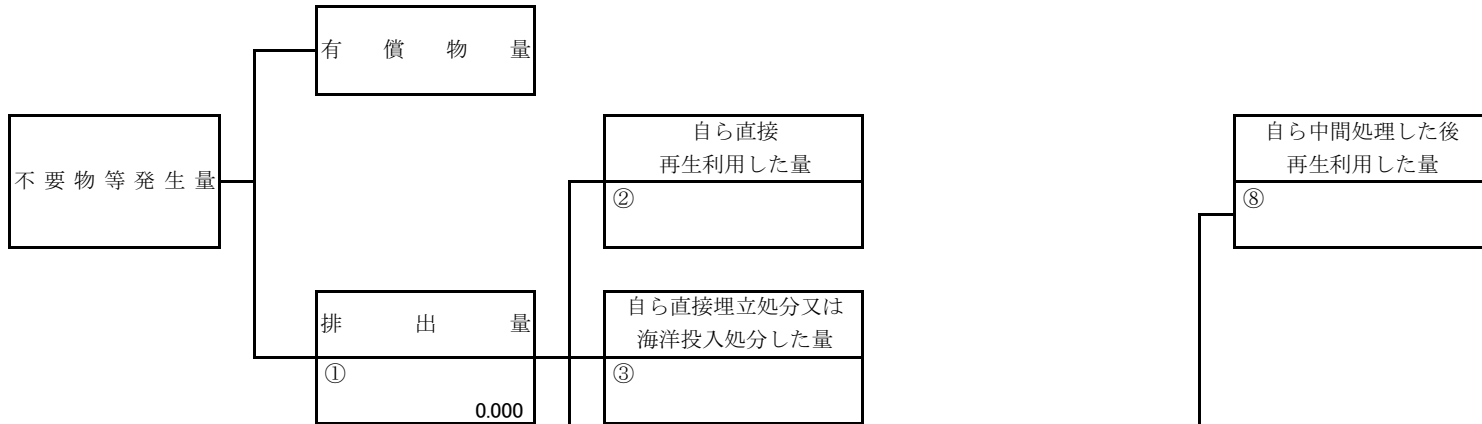 有償物量
自ら直接
再生利用した量
自ら中間処理した後
再生利用した量
不要物等発生量
②
⑧
排出量
自ら直接埋立処分又は
海洋投入処分した量
①
③
0.000